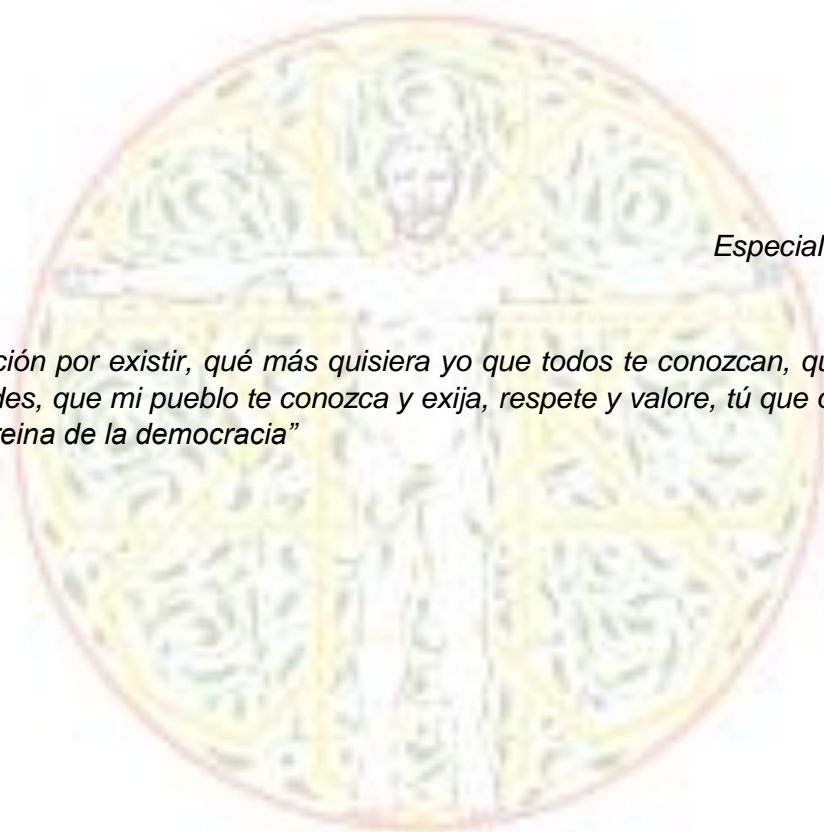 Especial
ción por existir, qué más quisiera yo que todos te conozcan, qu
des, que mi pueblo te conozca y exija, respete y valore, tú que
reina de la democracia”